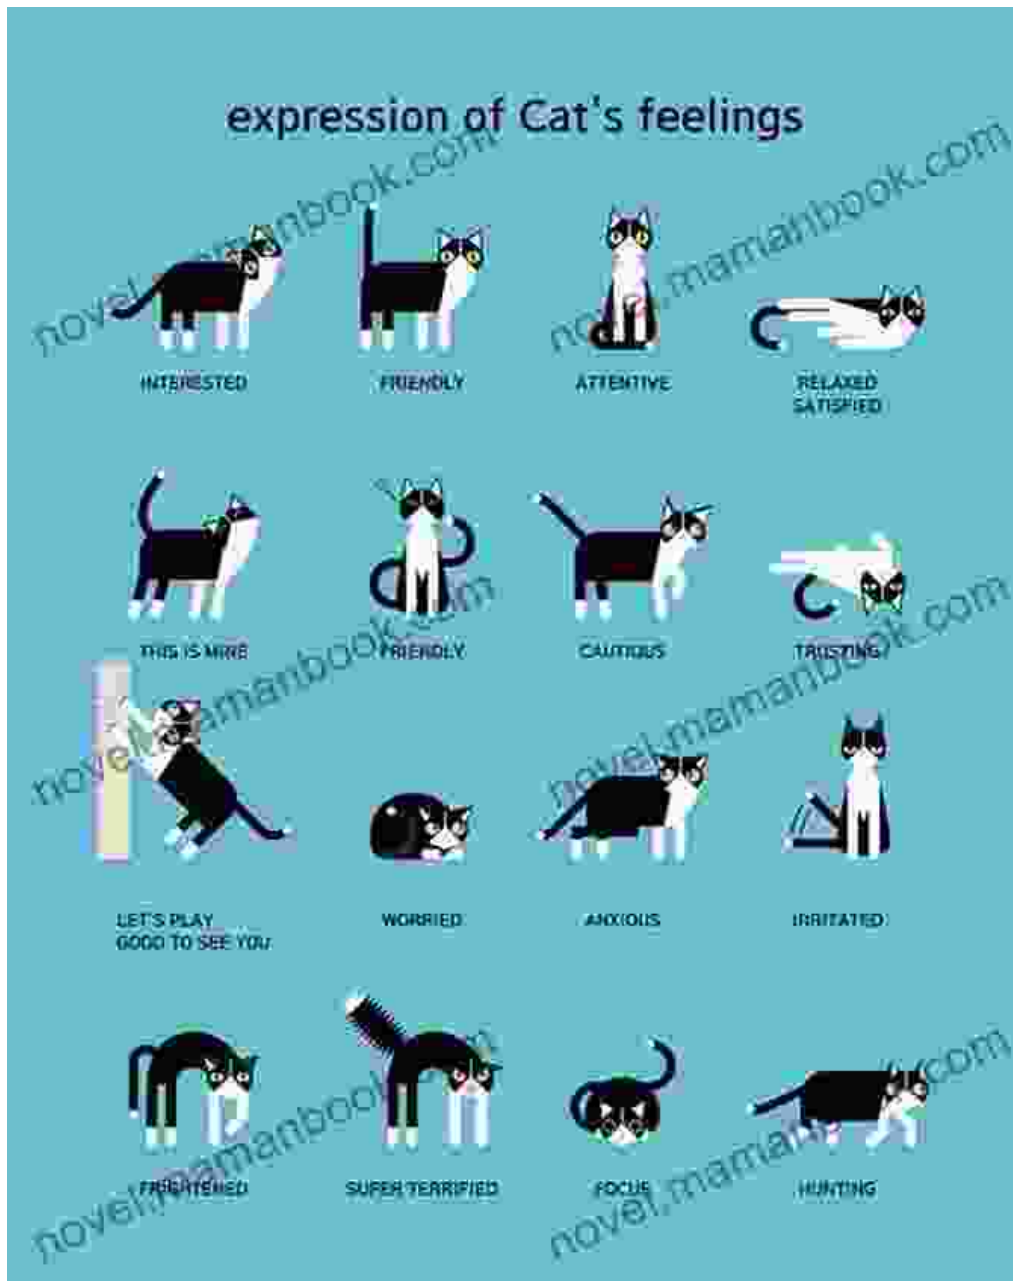 expression of Cat's feelings
novel.mamanbook.com
novel.mamanbook.com
INTERESTED
FRIENDLY
ATTENTIVE
RELAXED
SATISFIED
THIS IS MINE
FRIENDLY
CAUTIOUS
TRUSTING
novel.mamanbook.com
novel.mamanbook.com
LET'S PLAY
GOOD TO SEE YOU
WORRIED
ANXIOUS
IRRITATED
FRIGHTENED
SUPER TERRIFIED
FOCUS
HUNTING
novel.mamanbook.com
novel.mamanbook.com